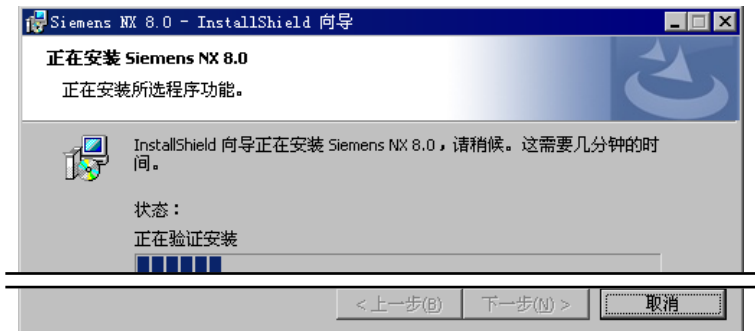 Siemens NX 8.0 - InstallShield 向导
正在安装 Siemens NX 8.0
正在安装所选程序功能。
InstallShield 向导正在安装 Siemens NX 8.0，请稍候。这需要几分钟的时
间。
状态：
正在验证安装
< 上一步(B) 下一步(N) > 取消